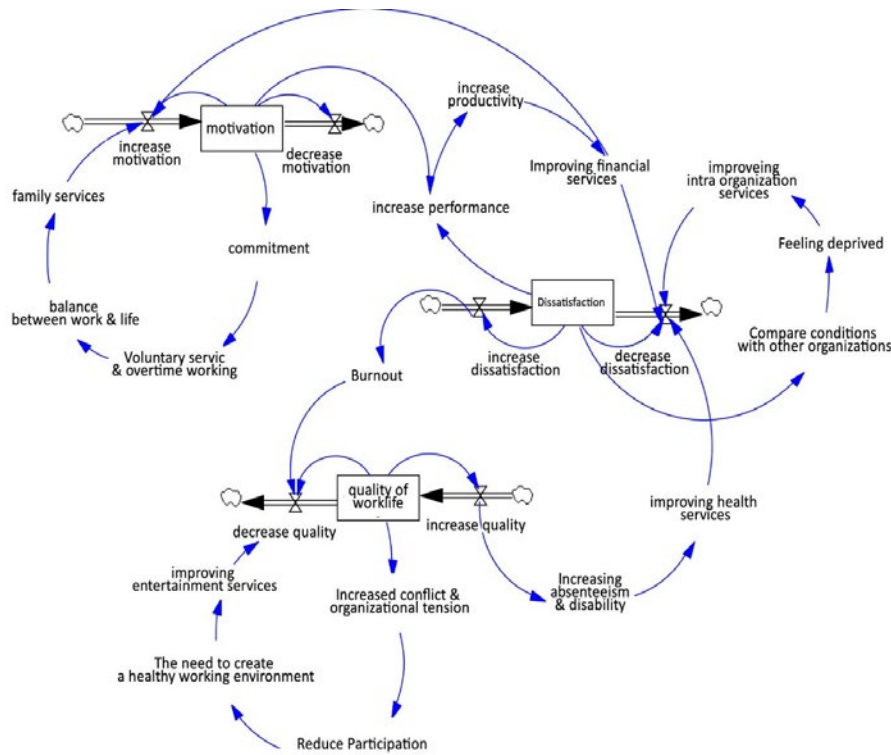 increase
productivity
motivation
increase
motivation
decrease
motivation
Improving financial
services
improveing
intra organization
services
family services
increase performance
commitment
Feeling deprived
balance
between work & life
Dissatisfaction
Compare conditions
with other organizations
Voluntary servic
& overtime working
increase
dissatisfaction
decrease
dissatisfaction
Burnout
quality of
worklife
decrease quality
increase quality
improving health
services
improving
entertainment services
Increased conflict &
organizational tension
Increasing
absenteeism
& disability
The need to create
a healthy working environment
Reduce Participation